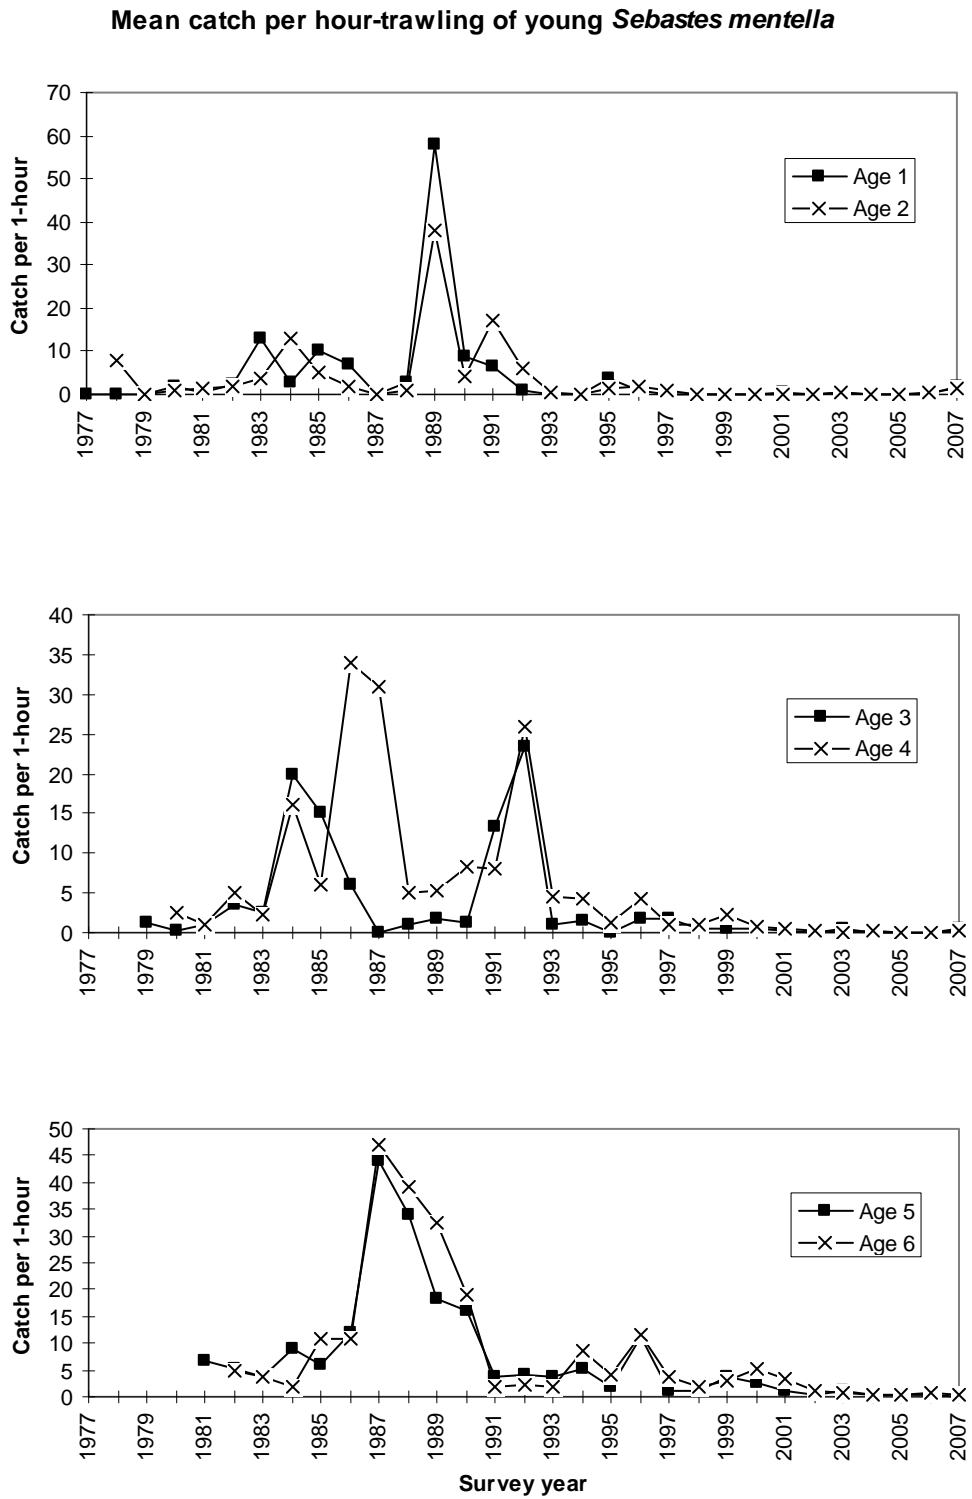 Mean catch per hour-trawling of young Sebastes mentella
70
60
50
40
30
20
10
0
Catch per 1-hour
Age 1
Age 2
1977 1979 1981 1983 1985 1987 1989 1991 1993 1995 1997 1999 2001 2003 2005 2007
40
35
30
25
20
15
10
5
0
Catch per 1-hour
Age 3
Age 4
1977 1979 1981 1983 1985 1987 1989 1991 1993 1995 1997 1999 2001 2003 2005 2007
50
45
40
35
30
25
20
15
10
5
0
Catch per 1-hour
Age 5
Age 6
1977 1979 1981 1983 1985 1987 1989 1991 1993 1995 1997 1999 2001 2003 2005 2007
Survey year